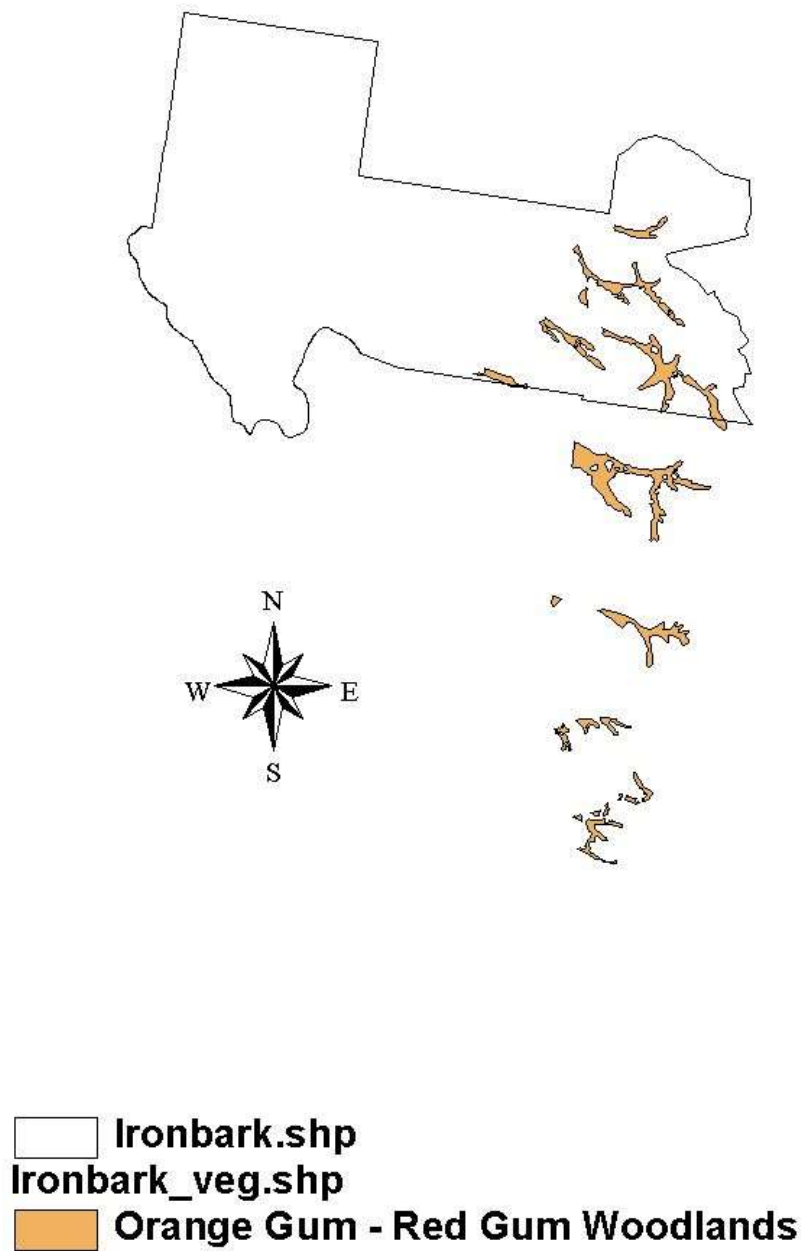 N
W E
S
Ironbark.shp
Ironbark_veg.shp
Orange Gum - Red Gum Woodlands